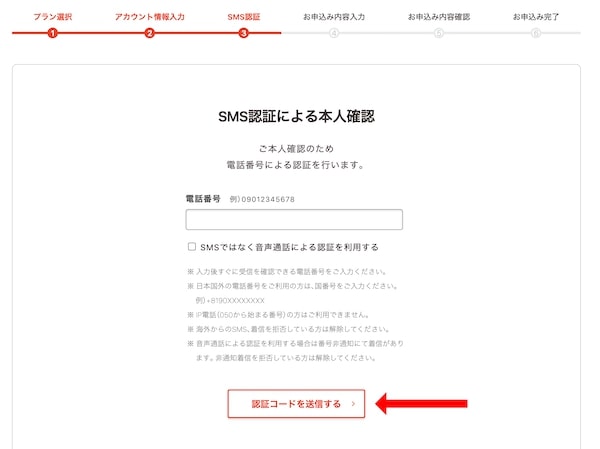 プラン選択 アカウント情報入力 SMS認証 お申込み内容入力 お申込み内容確認 お申込み完了
1 2 3 4 5 6
SMS認証による本人確認
ご本人確認のため
電話番号による認証を行います。
電話番号 例）09012345678
SMSではなく音声通話による認証を利用する
※ 入力後すぐに受信を確認できる電話番号をご入力ください。
※ 日本国外の電話番号をご利用の方は、国番号をご入力ください。
例）+8190XXXXXXXX
※ IP電話（050から始まる番号）の方はご利用できません。
※ 海外からのSMS、着信を拒否している方は解除してください。
※ 音声通話による認証を利用する場合は番号非通知にて着信があり
ます。非通知着信を拒否している方は解除してください。
認証コードを送信する